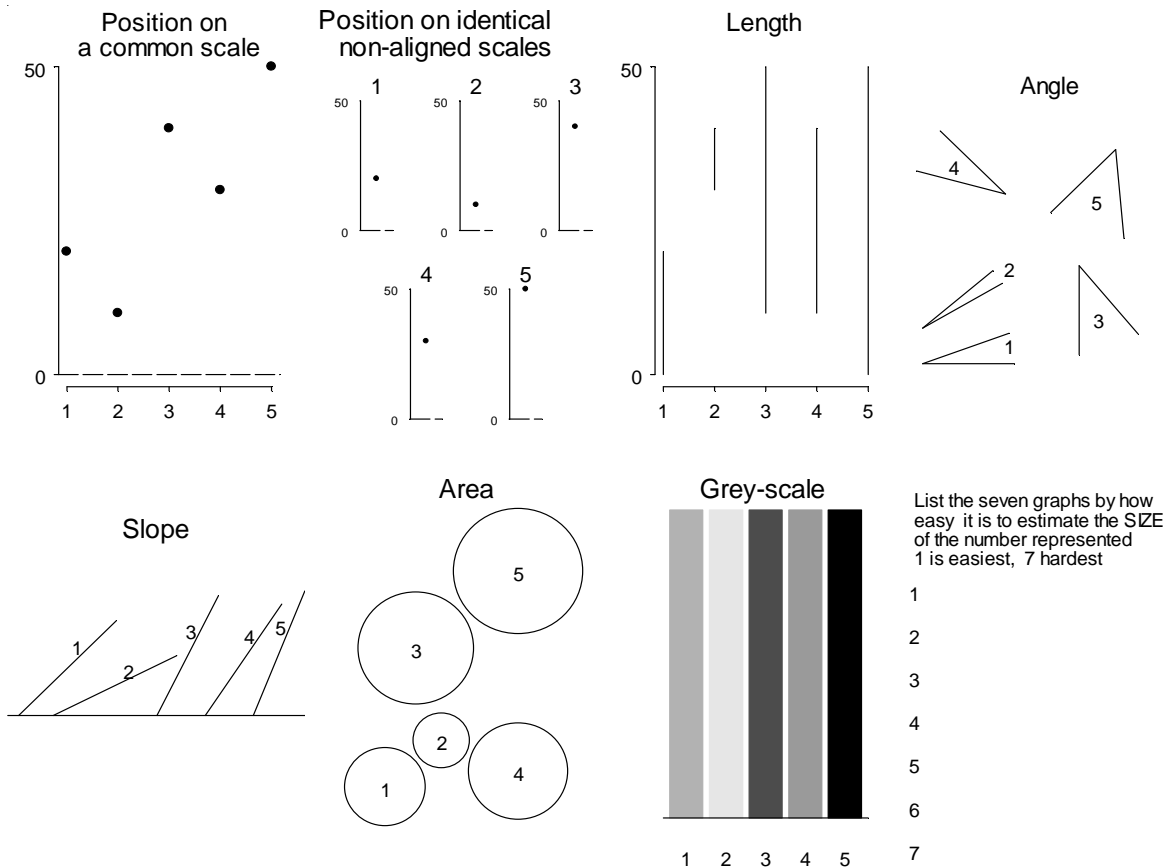 Position on
a common scale
50
0
1 2 3 4 5
Position on identical
non-aligned scales
1 2 3
50 50 50
0 0 0
4 5
50 50
0 0
Length
50
0
1 2 3 4 5
Angle
4
5
2
3
1
Slope
1
2
3
4
5
Area
5
3
2
1
4
Grey-scale
1 2 3 4 5
List the seven graphs by how
easy it is to estimate the SIZE
of the number represented
1 is easiest, 7 hardest
1
2
3
4
5
6
7